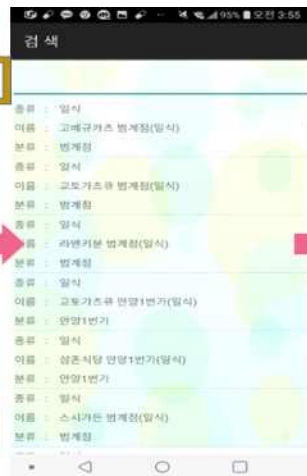 95% 오전 3:55
검 색
종류 : 일식
이름 : 고베규카츠 범계점(일식)
분류 : 범계점
종류 : 일식
이름 : 교토가츠규 범계점(일식)
분류 : 범계점
종류 : 일식
이름 : 라멘키분 범계점(일식)
분류 : 범계점
종류 : 일식
이름 : 교토가츠규 안양1번가(일식)
분류 : 안양1번가
종류 : 일식
이름 : 삼촌식당 안양1번가(일식)
분류 : 안양1번가
종류 : 일식
이름 : 스시가든 범계점(일식)
분류 : 범계점